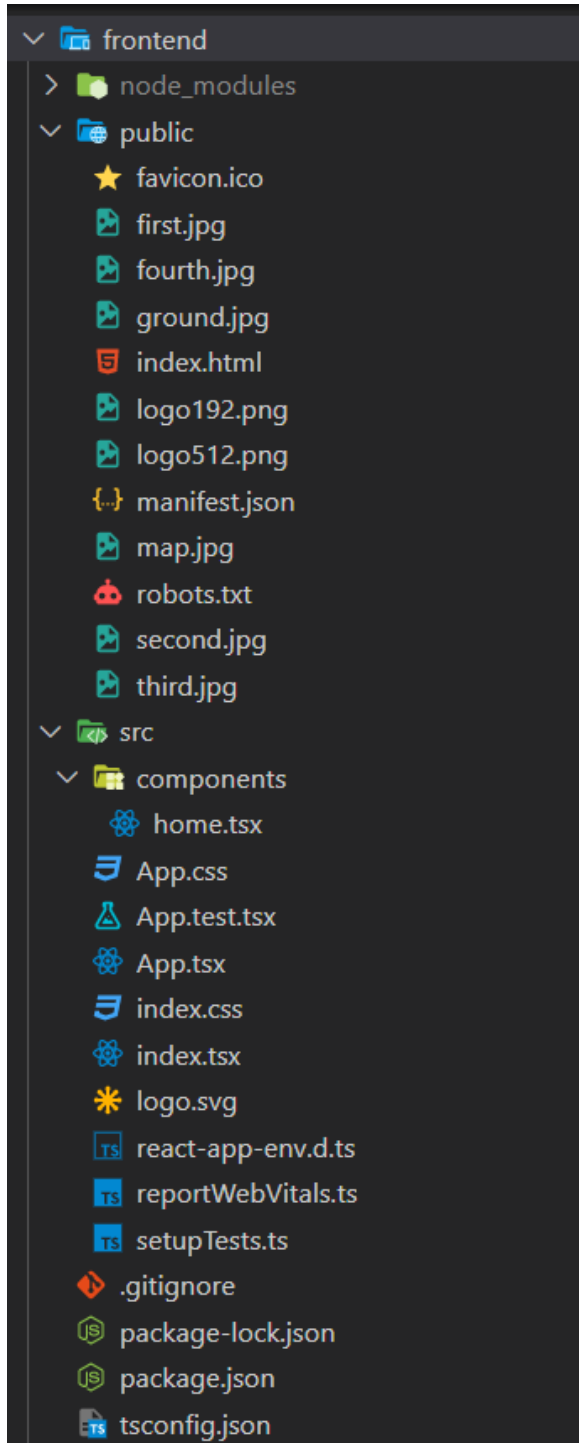 frontend
node_modules
public
favicon.ico
first.jpg
fourth.jpg
ground.jpg
index.html
logo192.png
logo512.png
manifest.json
map.jpg
robots.txt
second.jpg
third.jpg
src
components
home.tsx
App.css
App.test.tsx
App.tsx
index.css
index.tsx
logo.svg
react-app-env.d.ts
reportWebVitals.ts
setupTests.ts
.gitignore
package-lock.json
package.json
tsconfig.json